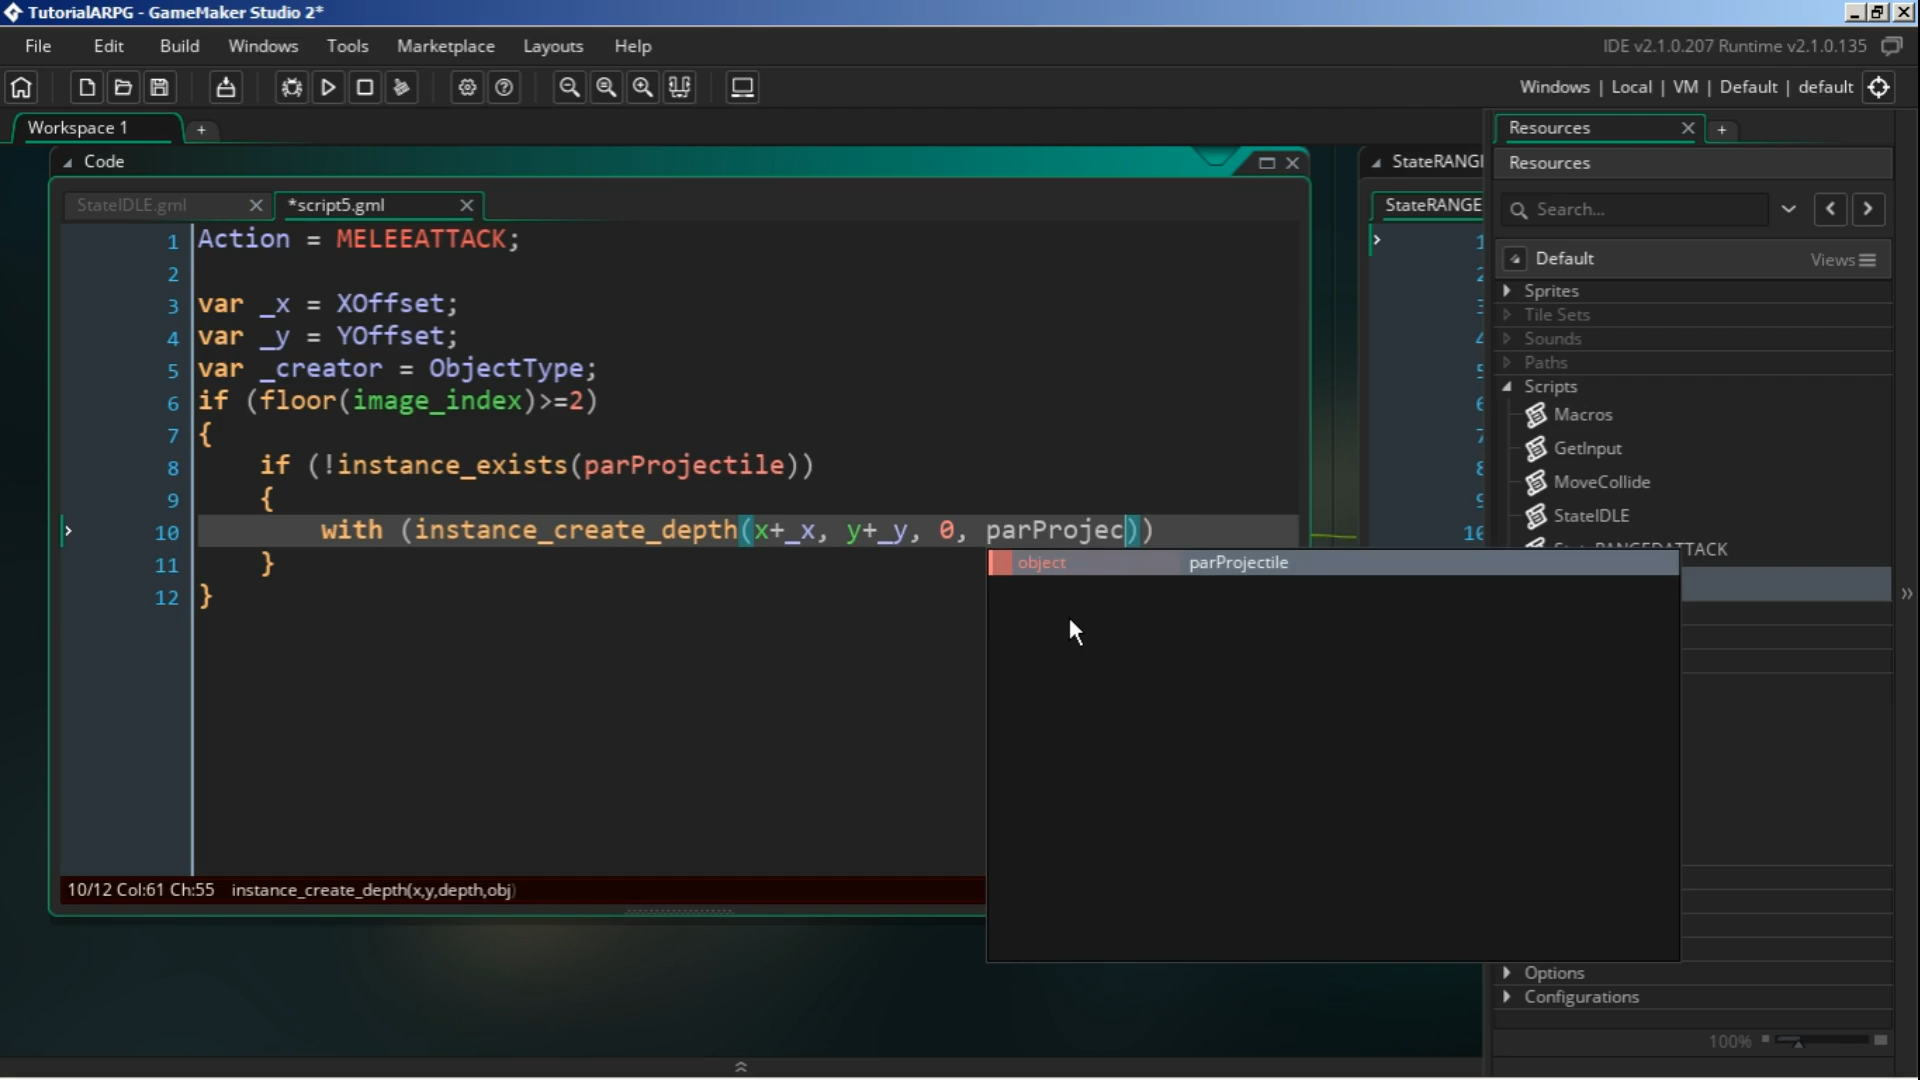 TutorialARPG - GameMaker Studio 2*
File Edit Build Windows Tools Marketplace Layouts Help
IDE v2.1.0.207 Runtime v2.1.0.135
Windows | Local | VM | Default | default
Workspace 1
+
Code
StateIDLE.gml
*script5.gml
1 Action = MELEEATTACK;
2
3 var _x = XOffset;
4 var _y = YOffset;
5 var _creator = ObjectType;
6 if (floor(image_index)>=2)
7 {
8 if (!instance_exists(parProjectile))
9 {
10 with (instance_create_depth(x+_x, y+_y, 0, parProjec))
11 }
12 }
object parProjectile
10/12 Col:61 Ch:55 instance_create_depth(x,y,depth,obj)
StateRANGE
StateRANGE
10
Resources
+
Resources
Search...
Default
Views
Sprites
Tile Sets
Sounds
Paths
Scripts
Macros
GetInput
MoveCollide
StateIDLE
StateRANGEDATTACK
Options
Configurations
100%